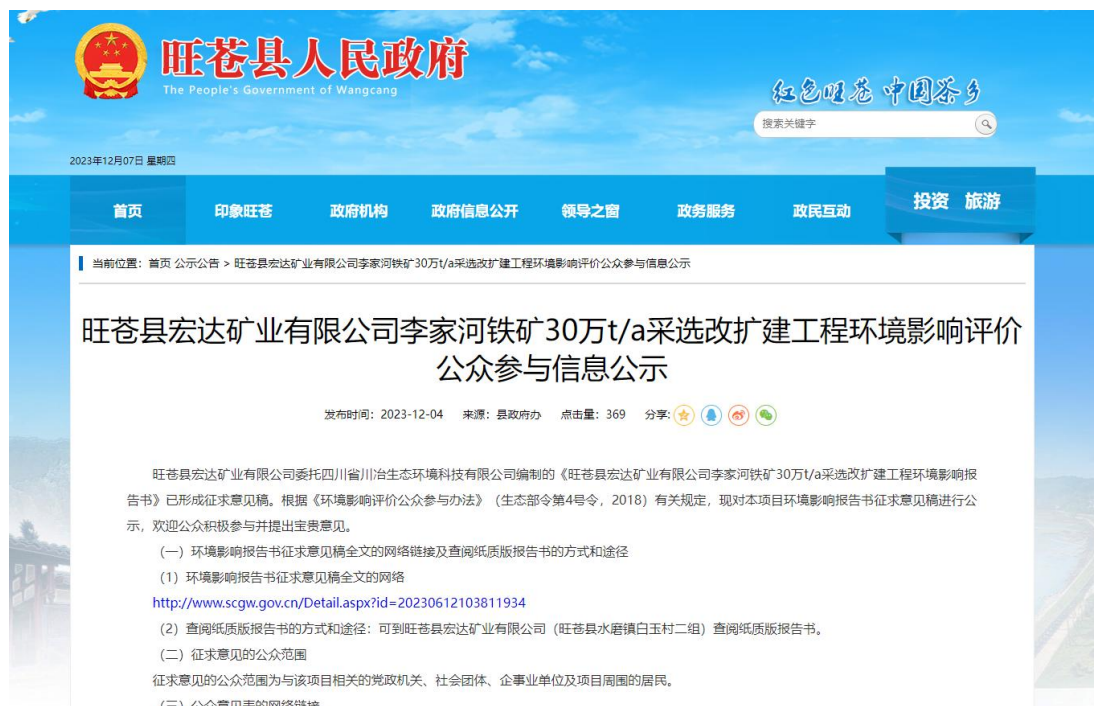 旺苍县人民政府
The People's Government of Wangcang
红色旺苍 中国茶乡
搜索关键字
2023年12月07日 星期四
首页 印象旺苍 政府机构 政府信息公开 领导之窗 政务服务 政民互动 投资 旅游
当前位置：首页 公示公告 > 旺苍县宏达矿业有限公司李家河铁矿30万t/a采选改扩建工程环境影响评价公众参与信息公示
旺苍县宏达矿业有限公司李家河铁矿30万t/a采选改扩建工程环境影响评价
公众参与信息公示
发布时间：2023-12-04 来源：县政府办 点击量：369 分享:
旺苍县宏达矿业有限公司委托四川省川冶生态环境科技有限公司编制的《旺苍县宏达矿业有限公司李家河铁矿30万t/a采选改扩建工程环境影响报
告书》已形成征求意见稿。根据《环境影响评价公众参与办法》（生态部令第4号令，2018）有关规定，现对本项目环境影响报告书征求意见稿进行公
示，欢迎公众积极参与并提出宝贵意见。
（一）环境影响报告书征求意见稿全文的网络链接及查阅纸质版报告书的方式和途径
（1）环境影响报告书征求意见稿全文的网络
http://www.scgw.gov.cn/Detail.aspx?id=20230612103811934
（2）查阅纸质版报告书的方式和途径：可到旺苍县宏达矿业有限公司（旺苍县水磨镇白玉村二组）查阅纸质版报告书。
（二）征求意见的公众范围
征求意见的公众范围为与该项目相关的党政机关、社会团体、企事业单位及项目周围的居民。
（三）公众意见表的网络链接